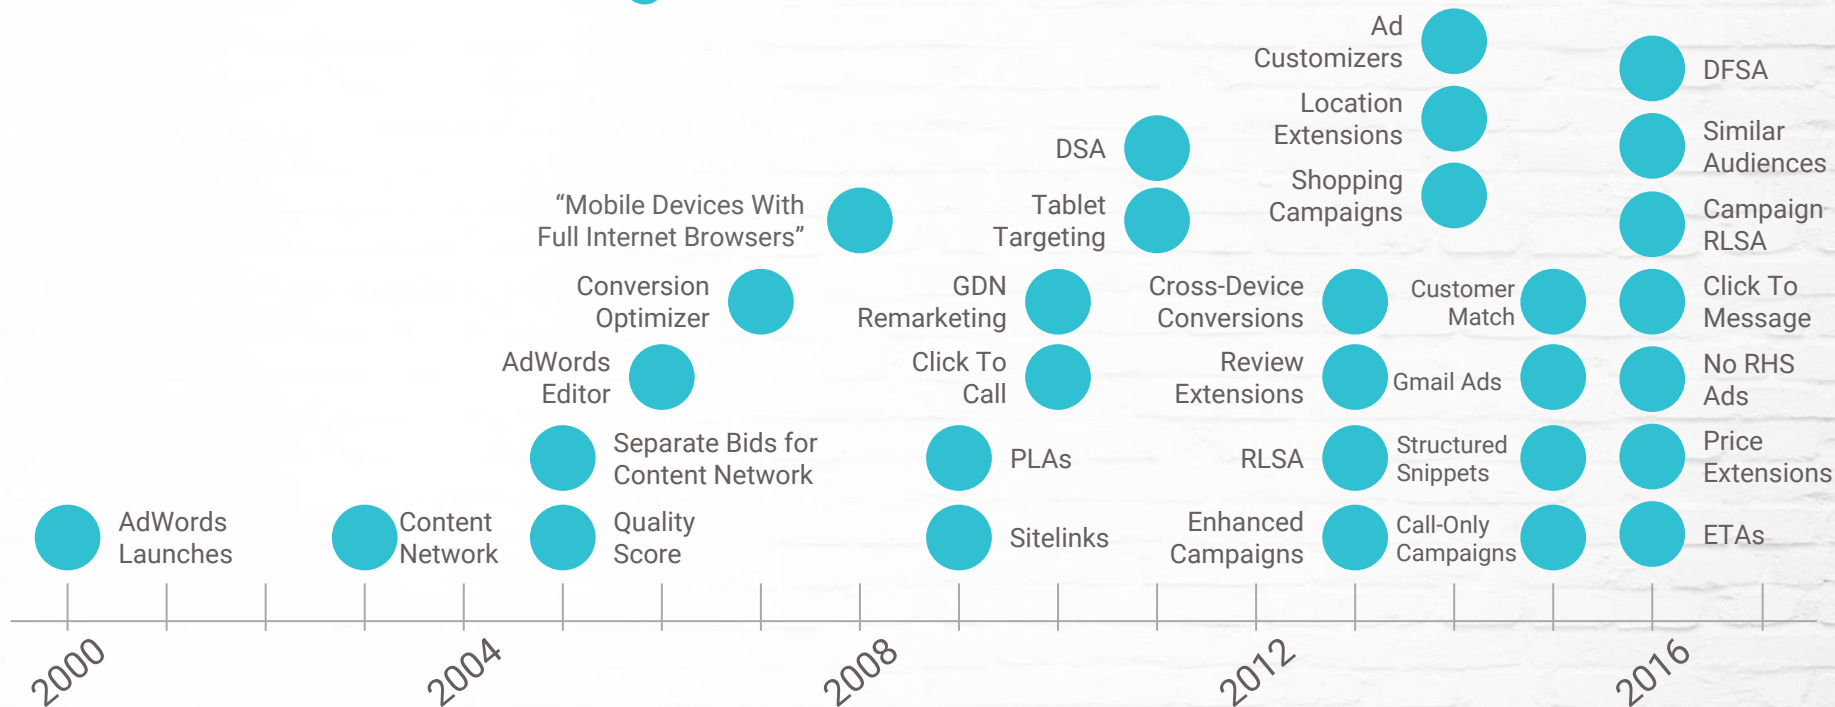 Ad
Customizers
DFSA
Location
Extensions
Similar
Audiences
DSA
Shopping
Campaigns
“Mobile Devices With
Full Internet Browsers”
Tablet
Targeting
Campaign
RLSA
Conversion
Optimizer
GDN
Remarketing
Cross-Device
Conversions
Customer
Match
Click To
Message
AdWords
Editor
Click To
Call
Review
Extensions
Gmail Ads
No RHS
Ads
Separate Bids for
Content Network
PLAs
RLSA
Structured
Snippets
Price
Extensions
AdWords
Launches
Content
Network
Quality
Score
Sitelinks
Enhanced
Campaigns
Call-Only
Campaigns
ETAs
2000
2004
2008
2012
2016